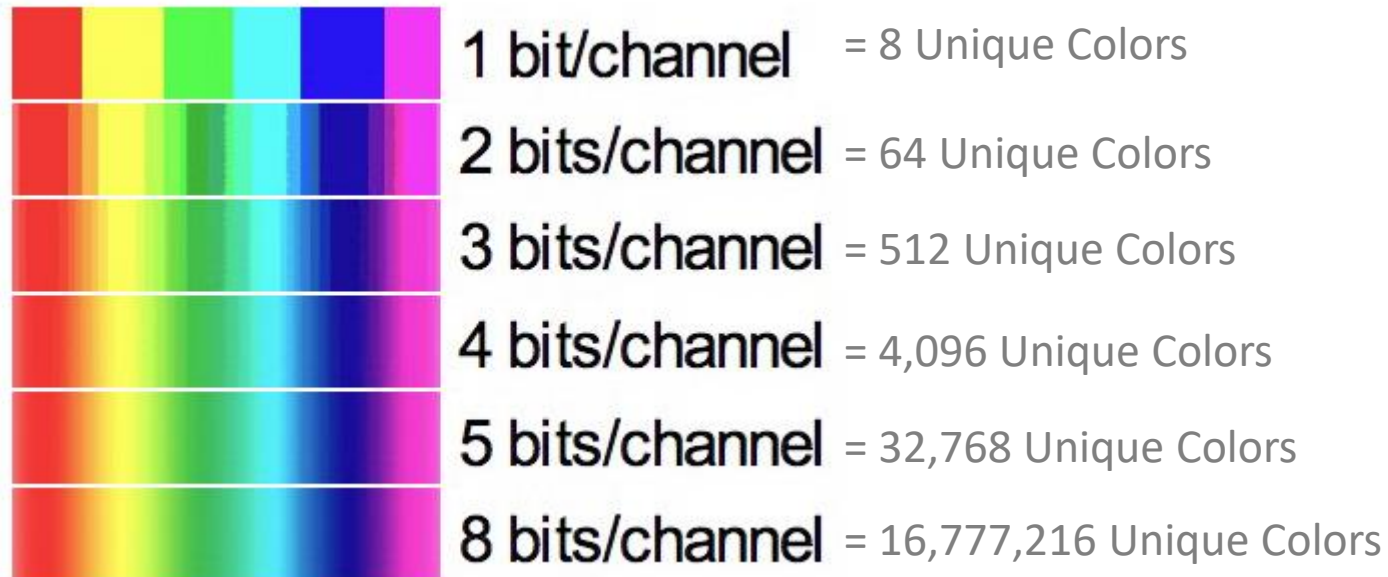 1 bit/channel = 8 Unique Colors
2 bits/channel = 64 Unique Colors
3 bits/channel = 512 Unique Colors
4 bits/channel = 4,096 Unique Colors
5 bits/channel = 32,768 Unique Colors
8 bits/channel = 16,777,216 Unique Colors